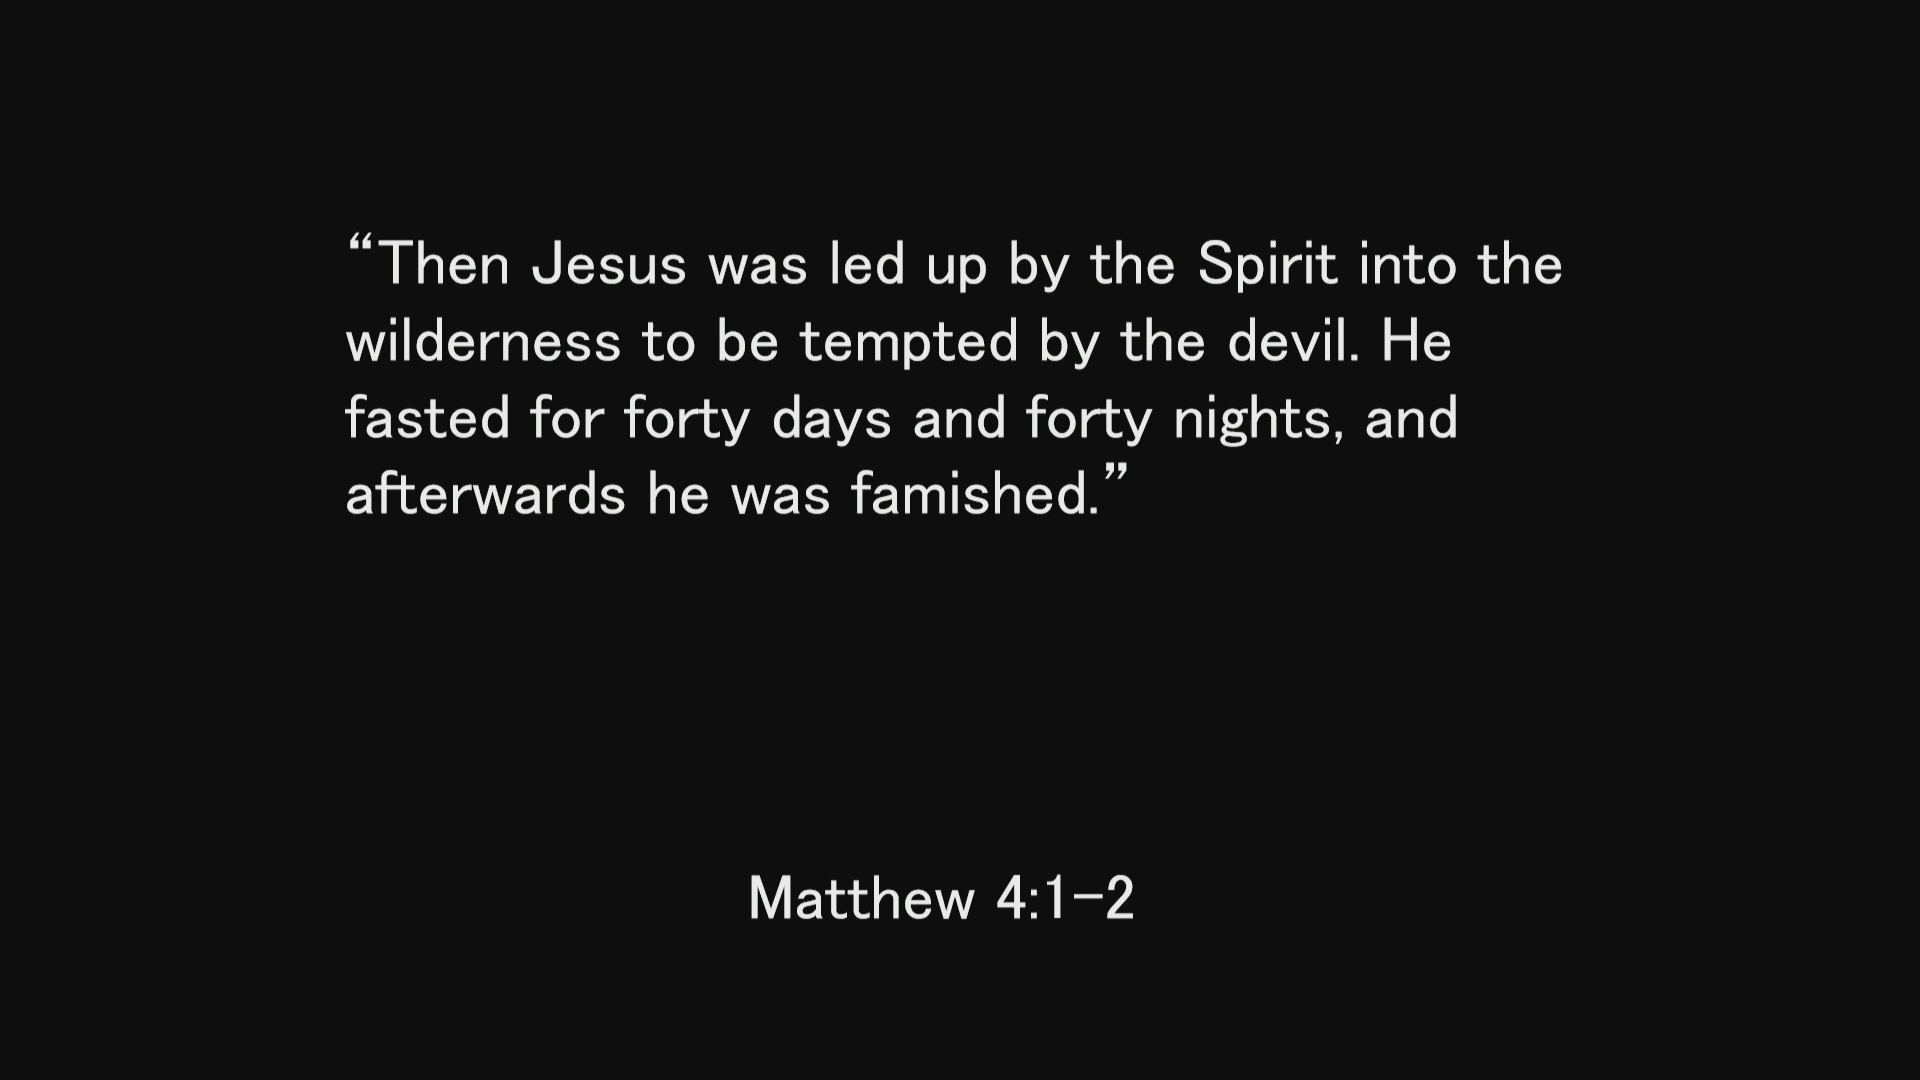 “Then Jesus was led up by the Spirit into the
wilderness to be tempted by the devil. He
fasted for forty days and forty nights, and
afterwards he was famished.”
Matthew 4:1–2